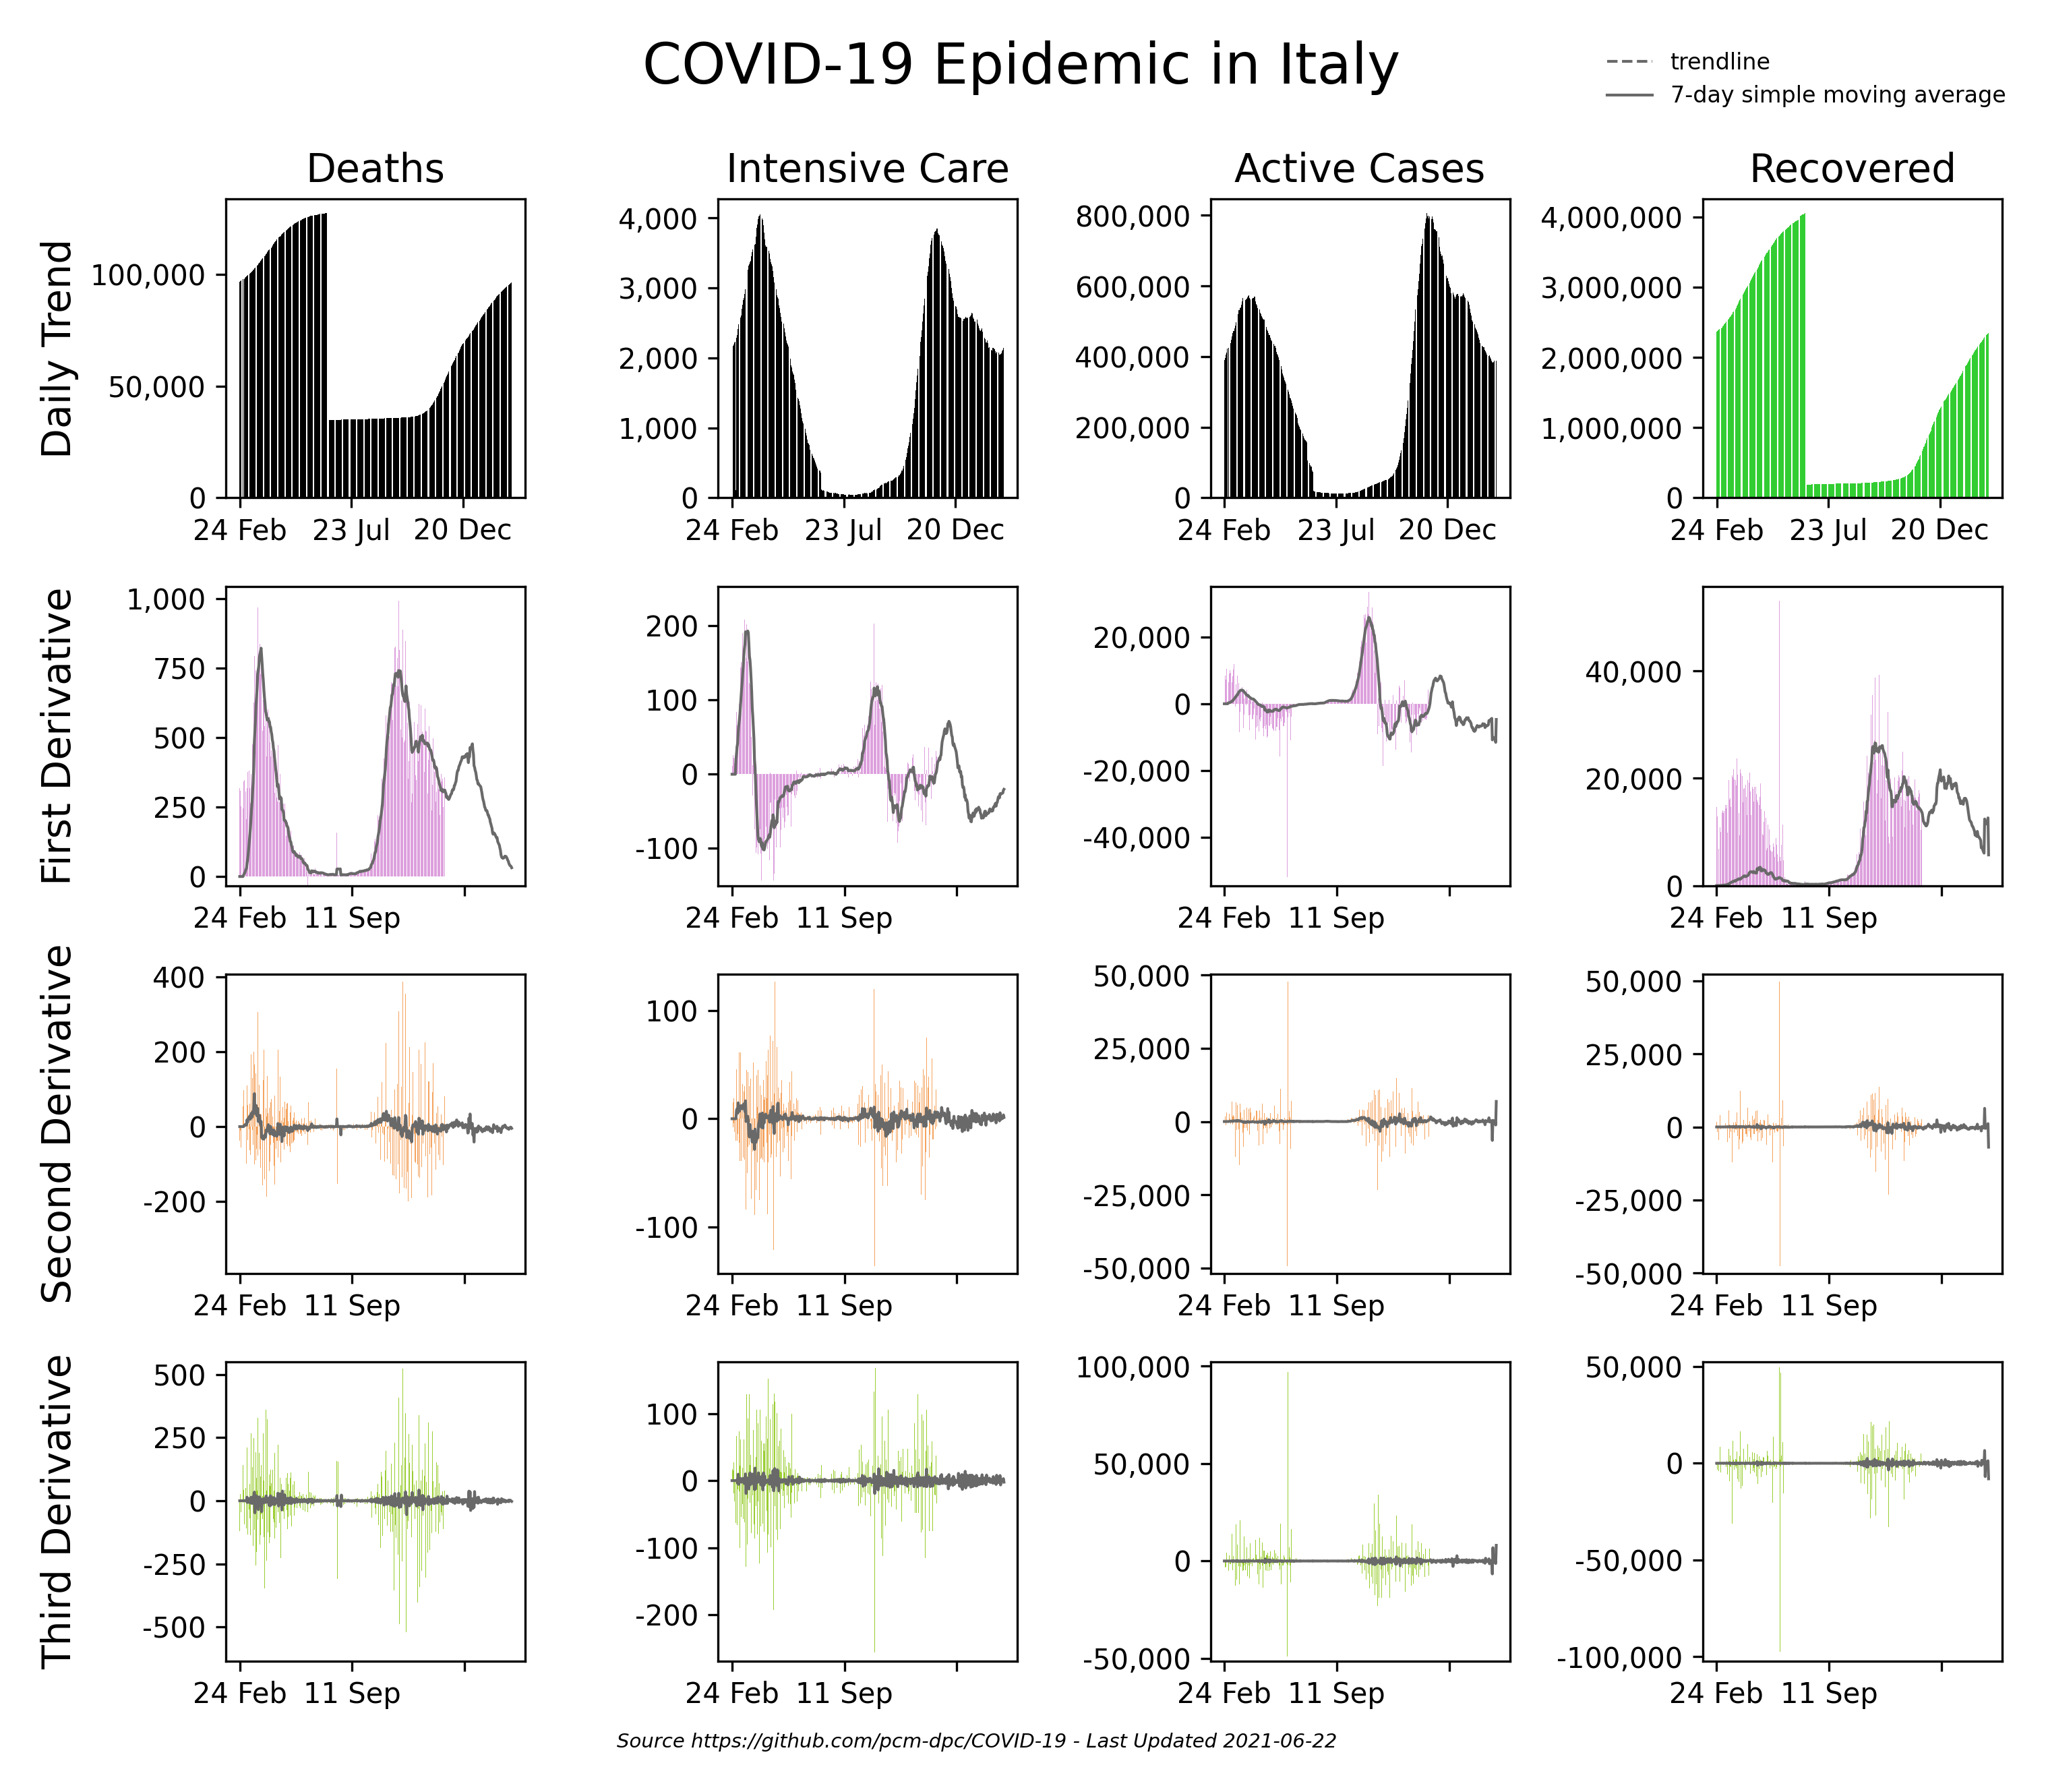 COVID-19 Epidemic in Italy
trendline
7-day simple moving average
Deaths
Intensive Care
Active Cases
Recovered
Daily Trend
100,000
50,000
0
24 Feb 23 Jul 20 Dec
4,000
3,000
2,000
1,000
0
24 Feb 23 Jul 20 Dec
800,000
600,000
400,000
200,000
0
24 Feb 23 Jul 20 Dec
4,000,000
3,000,000
2,000,000
1,000,000
0
24 Feb 23 Jul 20 Dec
First Derivative
1,000
750
500
250
0
24 Feb 11 Sep
200
100
0
-100
24 Feb 11 Sep
20,000
0
-20,000
-40,000
24 Feb 11 Sep
40,000
20,000
0
24 Feb 11 Sep
Second Derivative
400
200
0
-200
24 Feb 11 Sep
100
0
-100
24 Feb 11 Sep
50,000
25,000
0
-25,000
-50,000
24 Feb 11 Sep
50,000
25,000
0
-25,000
-50,000
24 Feb 11 Sep
Third Derivative
500
250
0
-250
-500
24 Feb 11 Sep
100
0
-100
-200
24 Feb 11 Sep
100,000
50,000
0
-50,000
24 Feb 11 Sep
50,000
0
-50,000
-100,000
24 Feb 11 Sep
Source https://github.com/pcm-dpc/COVID-19 - Last Updated 2021-06-22